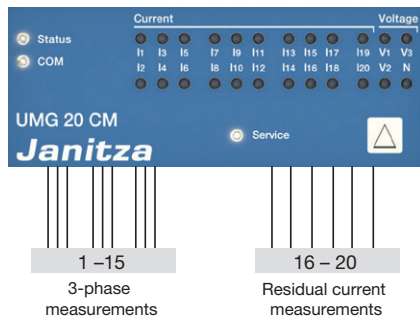 Current Voltage
Status
COM
I1 I3 I5 I7 I9 I11 I13 I15 I17 I19 V1 V3
I2 I4 I6 I8 I10 I12 I14 I16 I18 I20 V2 N
UMG 20 CM
Service
Janitza
1 –15
16 – 20
3-phase
measurements
Residual current
measurements